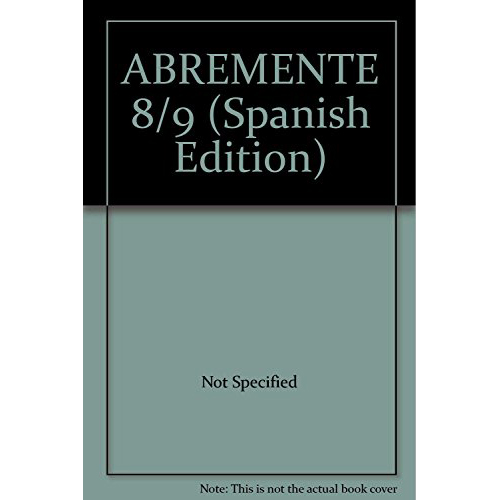 ABREMENTE
8/9 (Spanish
Edition)
Not Specified
Note: This is not the actual book cover